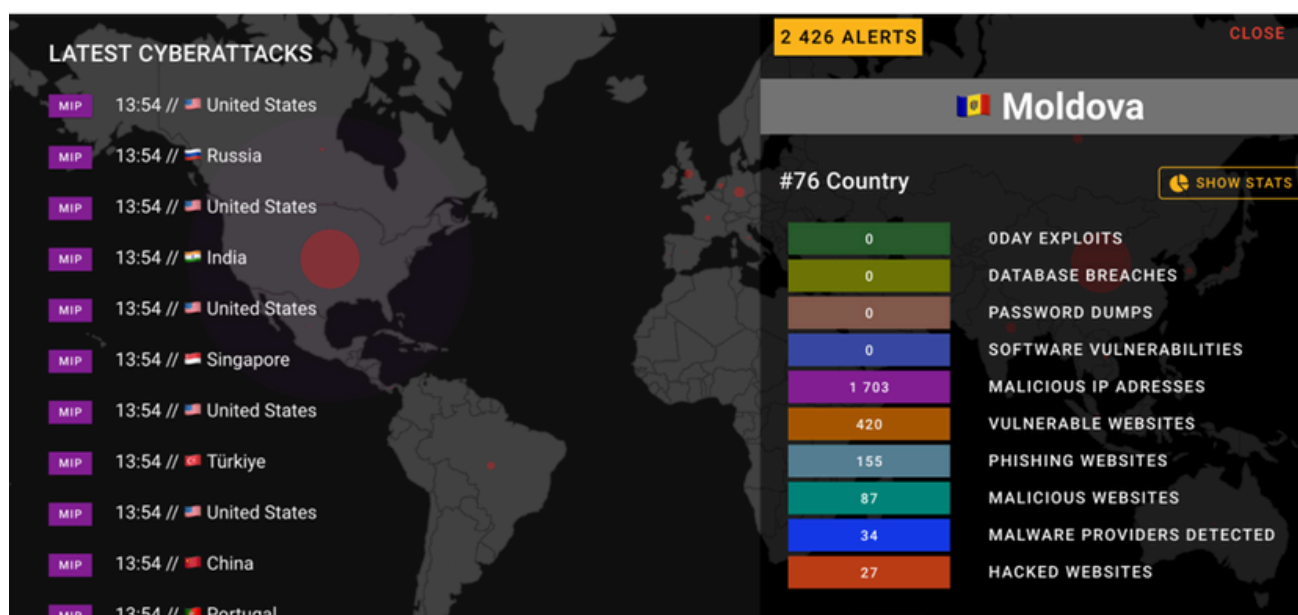 LATEST CYBERATTACKS
MIP 13:54 // United States
MIP 13:54 // Russia
MIP 13:54 // United States
MIP 13:54 // India
MIP 13:54 // United States
MIP 13:54 // Singapore
MIP 13:54 // United States
MIP 13:54 // Türkiye
MIP 13:54 // United States
MIP 13:54 // China
MIP 13:54 // Portugal
2 426 ALERTS
CLOSE
Moldova
#76 Country
SHOW STATS
0 0DAY EXPLOITS
0 DATABASE BREACHES
0 PASSWORD DUMPS
0 SOFTWARE VULNERABILITIES
1 703 MALICIOUS IP ADRESSES
420 VULNERABLE WEBSITES
155 PHISHING WEBSITES
87 MALICIOUS WEBSITES
34 MALWARE PROVIDERS DETECTED
27 HACKED WEBSITES